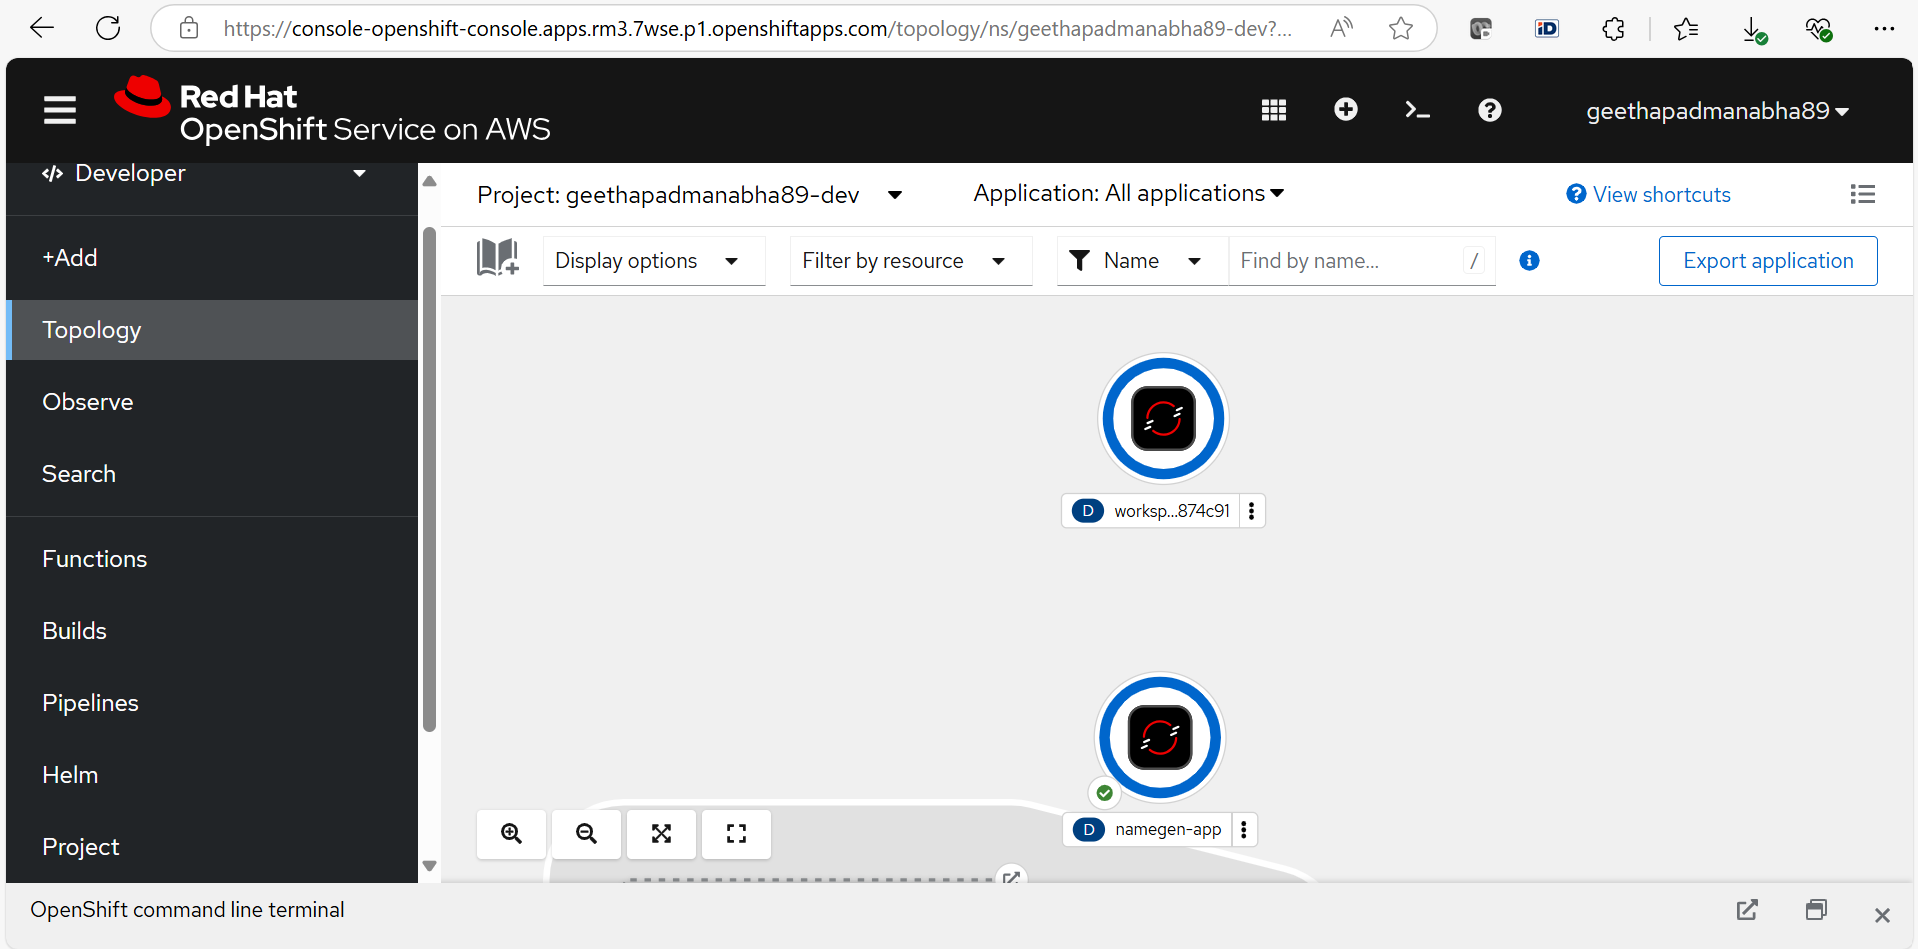 https://console-openshift-console.apps.rm3.7wse.p1.openshiftapps.com/topology/ns/geethapadmanabha89-dev?...
Red Hat
OpenShift Service on AWS
geethapadmanabha89
Developer
+Add
Topology
Observe
Search
Functions
Builds
Pipelines
Helm
Project
Project: geethapadmanabha89-dev
Application: All applications
View shortcuts
Display options
Filter by resource
Name
Find by name...
/
Export application
D worksp...874c91
D namegen-app
OpenShift command line terminal